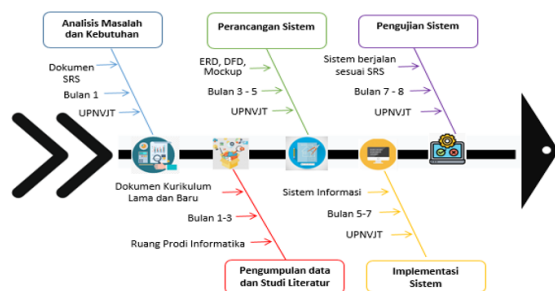 Analisis Masalah
dan Kebutuhan
Dokumen
SRS
Bulan 1
UPNVJT
Perancangan Sistem
ERD, DFD,
Mockup
Bulan 3 - 5
UPNVJT
Pengujian Sistem
Sistem berjalan
sesuai SRS
Bulan 7 - 8
UPNVJT
Dokumen Kurikulum
Lama dan Baru
Bulan 1-3
Ruang Prodi Informatika
Pengumpulan data
dan Studi Literatur
Sistem Informasi
Bulan 5-7
UPNVJT
Implementasi
Sistem